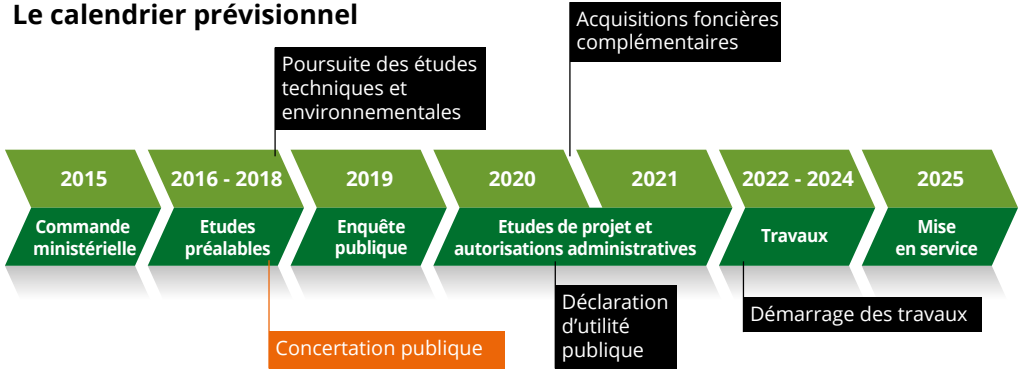 Le calendrier prévisionnel
Acquisitions foncières
complémentaires
Poursuite des études
techniques et
environnementales
2015
2016 - 2018
2019
2020
2021
2022 - 2024
2025
Commande
ministérielle
Etudes
préalables
Enquête
publique
Etudes de projet et
autorisations administratives
Travaux
Mise
en service
Concertation publique
Déclaration
d’utilité
publique
Démarrage des travaux